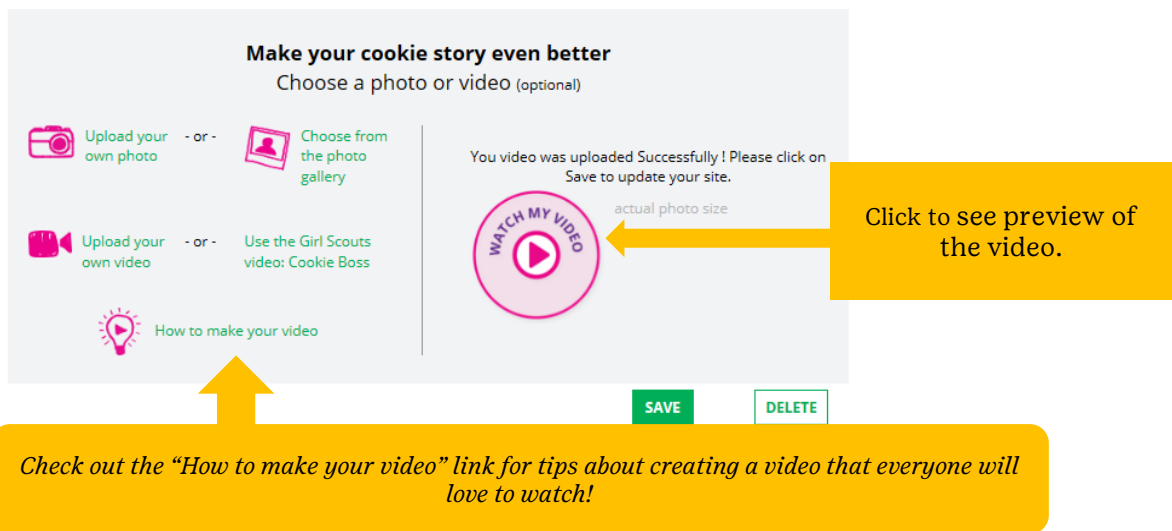 Make your cookie story even better
Choose a photo or video (optional)
Upload your
own photo
- or -
Choose from
the photo
gallery
Upload your
own video
- or -
Use the Girl Scouts
video: Cookie Boss
How to make your video
You video was uploaded Successfully ! Please click on
Save to update your site.
actual photo size
WATCH MY VIDEO
Click to see preview of
the video.
SAVE
DELETE
Check out the “How to make your video” link for tips about creating a video that everyone will
love to watch!